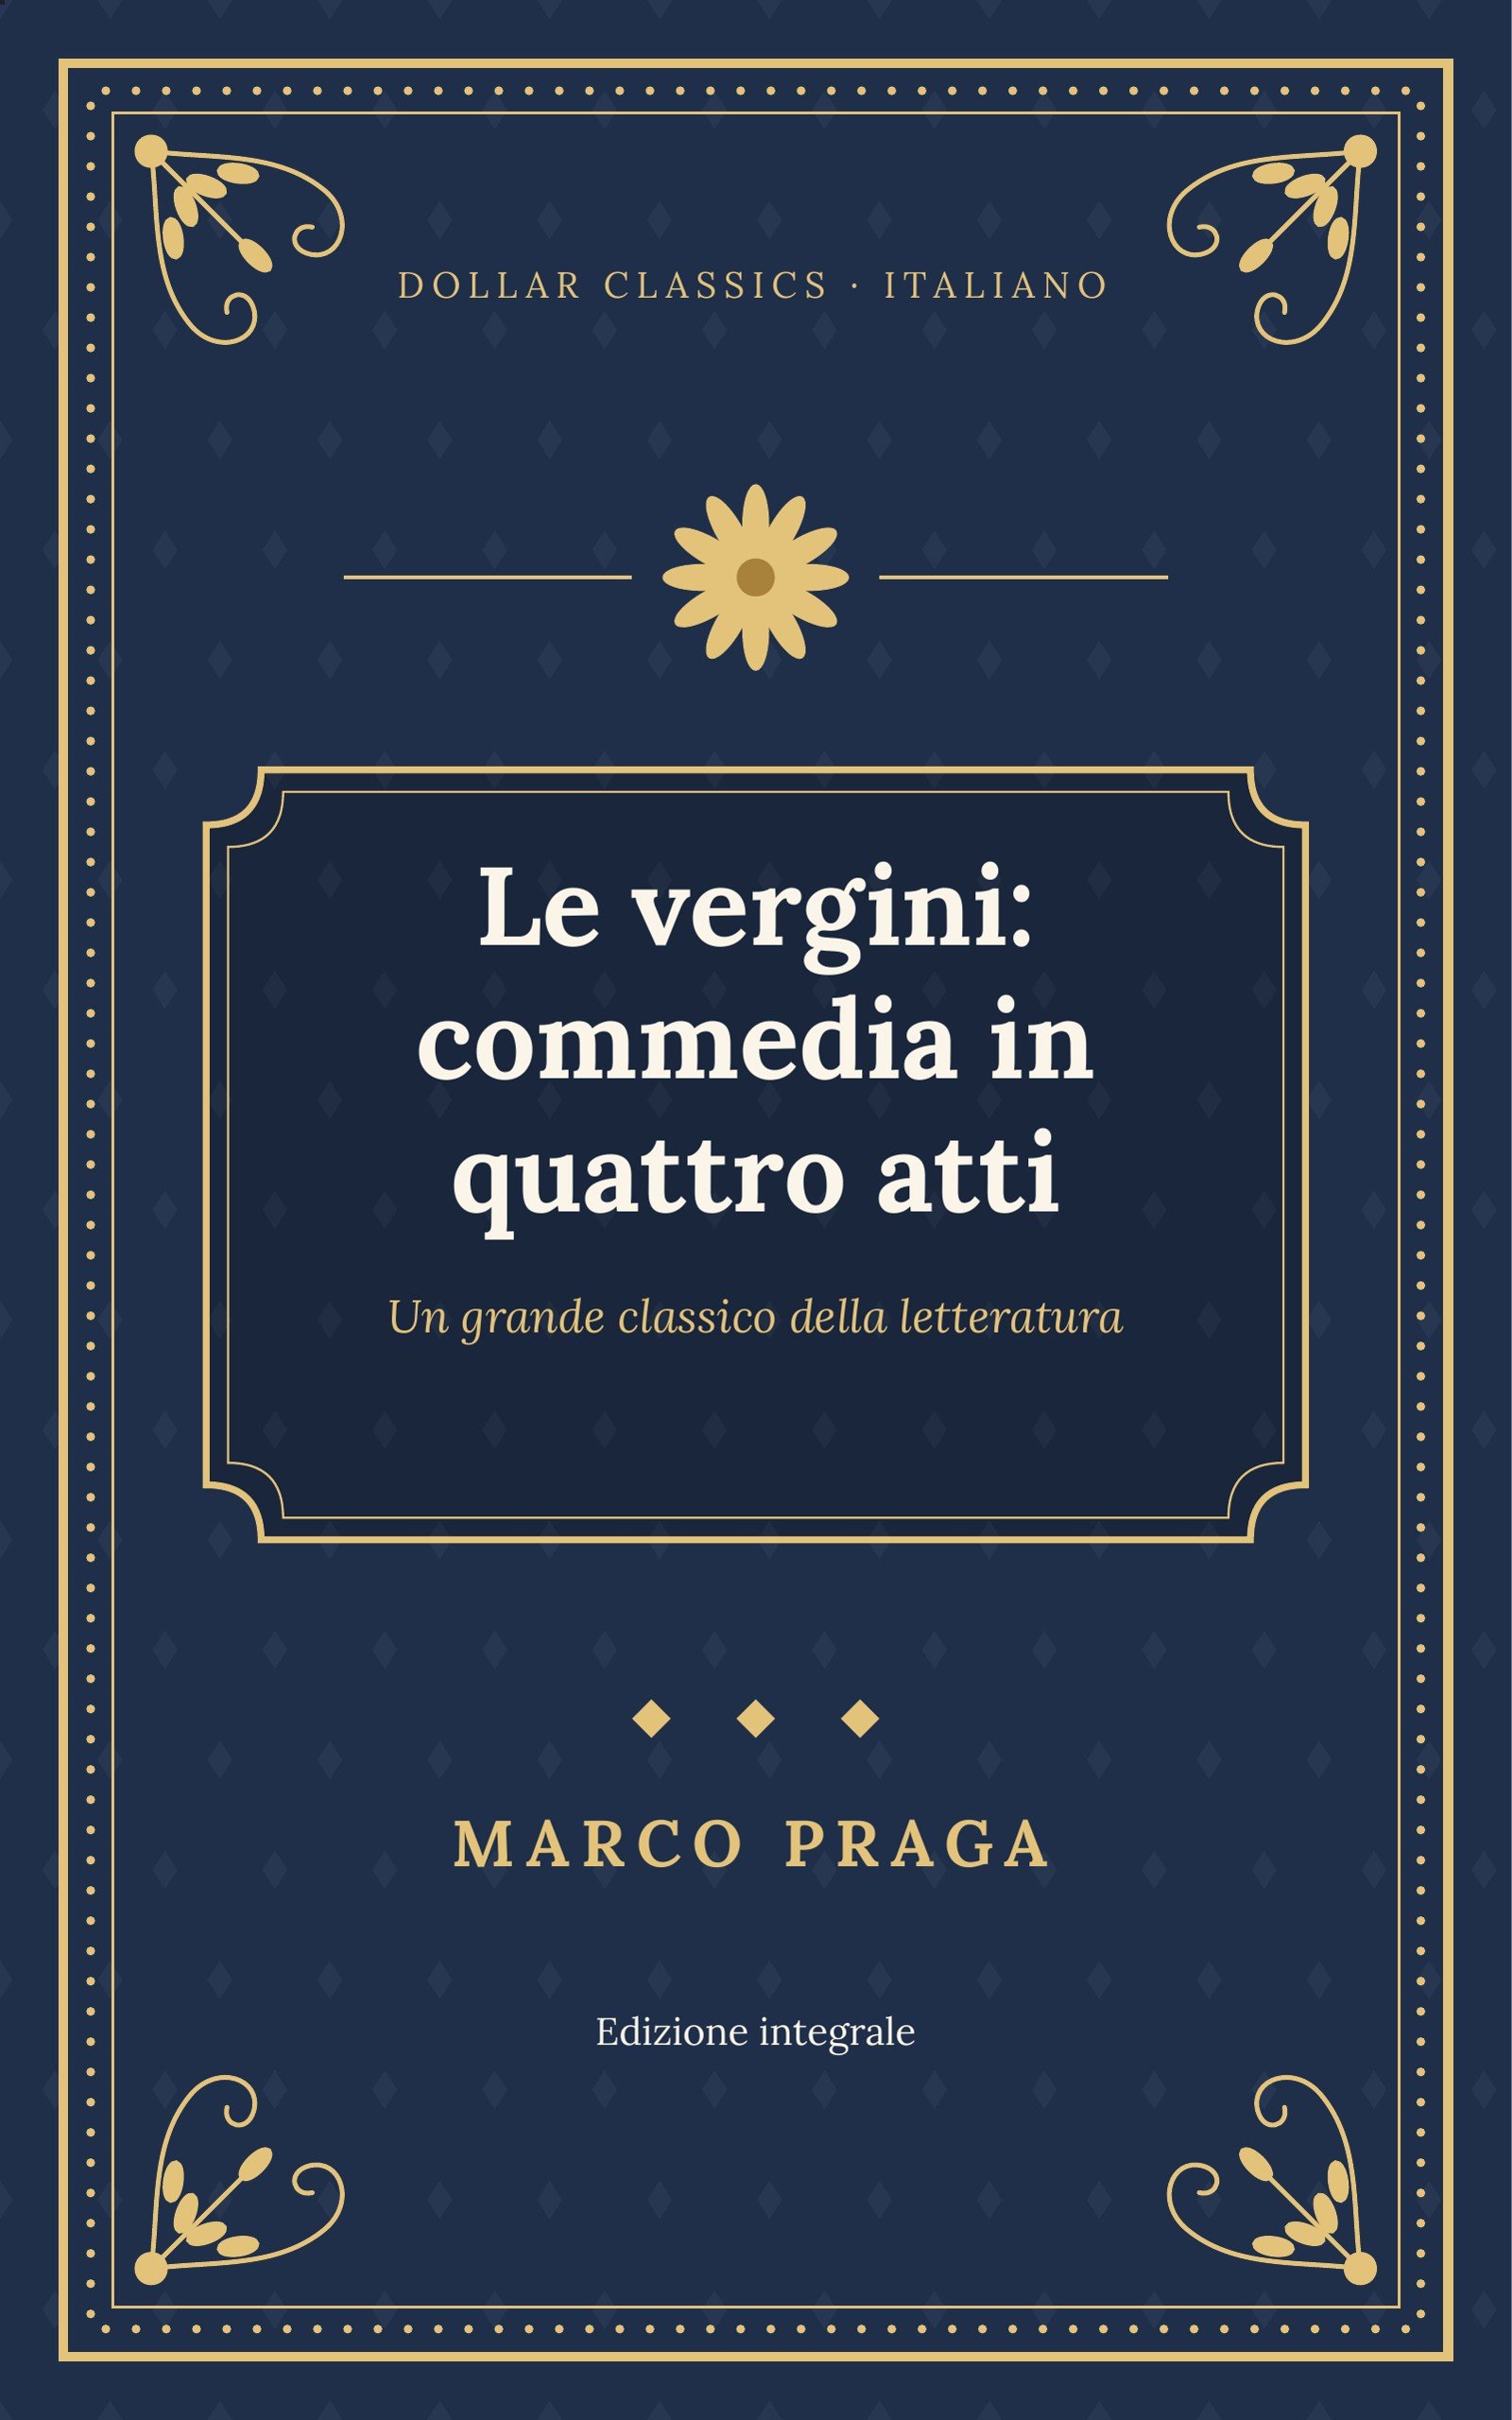 DOLLAR CLASSICS · ITALIANO
Le vergini:
commedia in
quattro atti
Un grande classico della letteratura
MARCO PRAGA
Edizione integrale